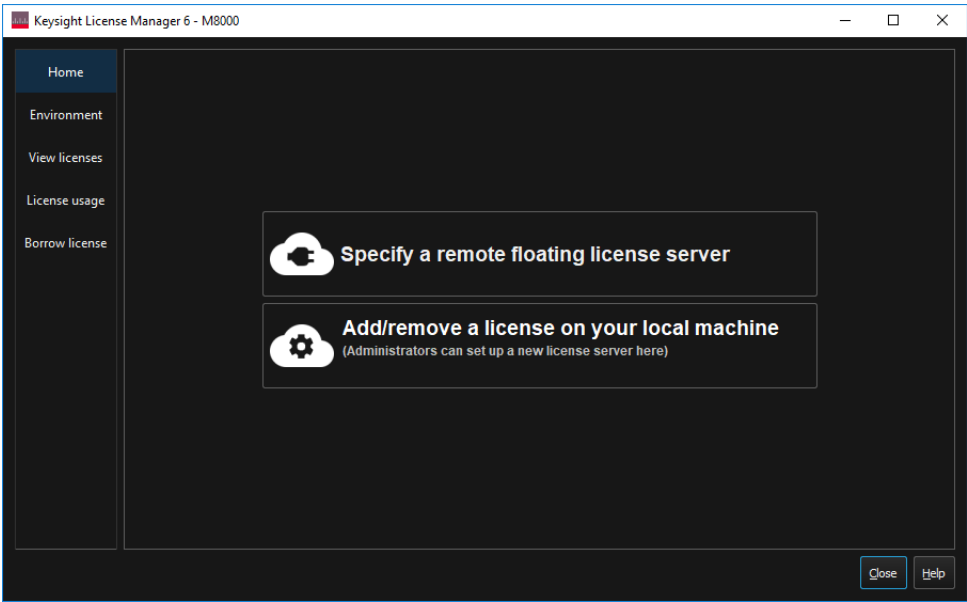 Keysight License Manager 6 - M8000
Home
Environment
View licenses
License usage
Borrow license
Specify a remote floating license server
Add/remove a license on your local machine
(Administrators can set up a new license server here)
Close
Help